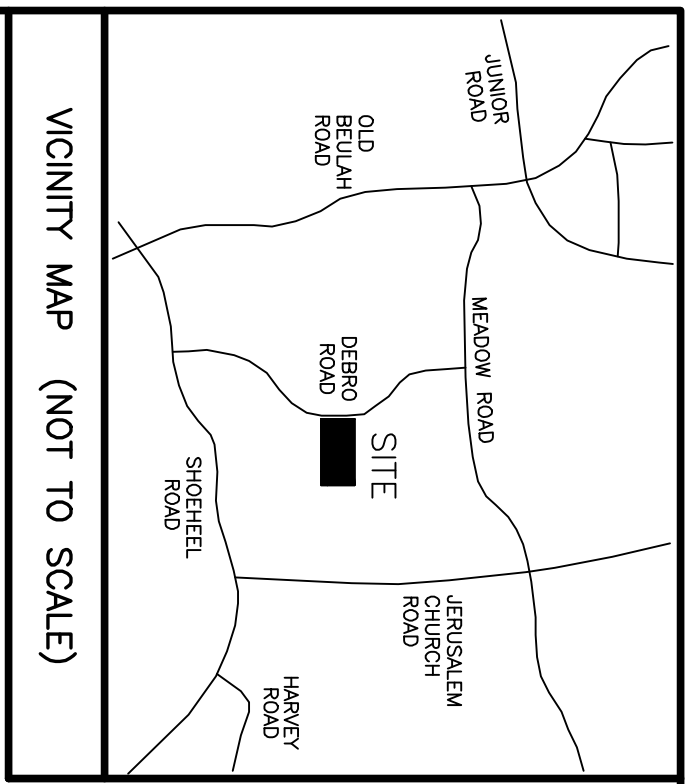 JUNIOR
ROAD
MEADOW ROAD
JERUSALEM
CHURCH
ROAD
SITE
OLD
BEULAH
ROAD
DEBRO
ROAD
HARVEY
ROAD
SHOEHEEL
ROAD
VICINITY MAP (NOT TO SCALE)